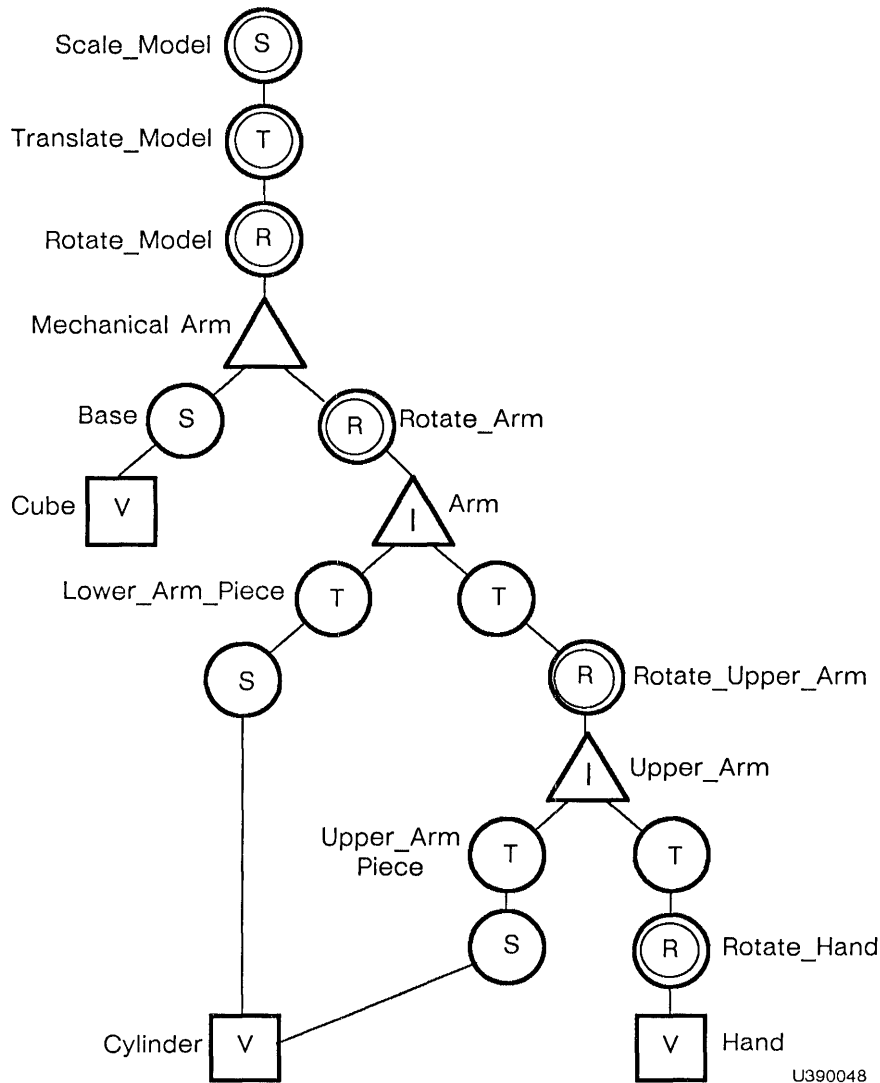 Scale_Model S
Translate_Model T
Rotate_Model R
Mechanical Arm
Base S R Rotate_Arm
Cube V I Arm
Lower_Arm_Piece T T
S R Rotate_Upper_Arm
I Upper_Arm
Upper_Arm
Piece T T
S R Rotate_Hand
Cylinder V V Hand
U390048